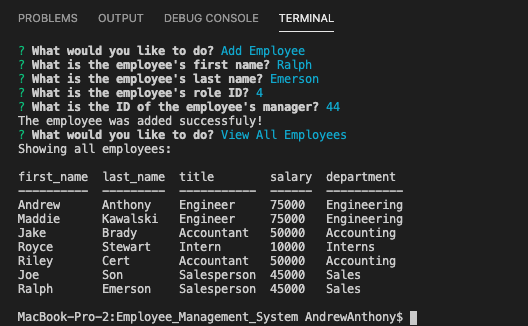 PROBLEMS OUTPUT DEBUG CONSOLE TERMINAL
? What would you like to do? Add Employee
? What is the employee's first name? Ralph
? What is the employee's last name? Emerson
? What is the employee's role ID? 4
? What is the ID of the employee's manager? 44
The employee was added successfuly!
? What would you like to do? View All Employees
Showing all employees:
first_name last_name title salary department
Andrew Anthony Engineer 75000 Engineering
Maddie Kawalski Engineer 75000 Engineering
Jake Brady Accountant 50000 Accounting
Royce Stewart Intern 10000 Interns
Riley Cert Accountant 50000 Accounting
Joe Son Salesperson 45000 Sales
Ralph Emerson Salesperson 45000 Sales
MacBook-Pro-2:Employee_Management_System AndrewAnthony$